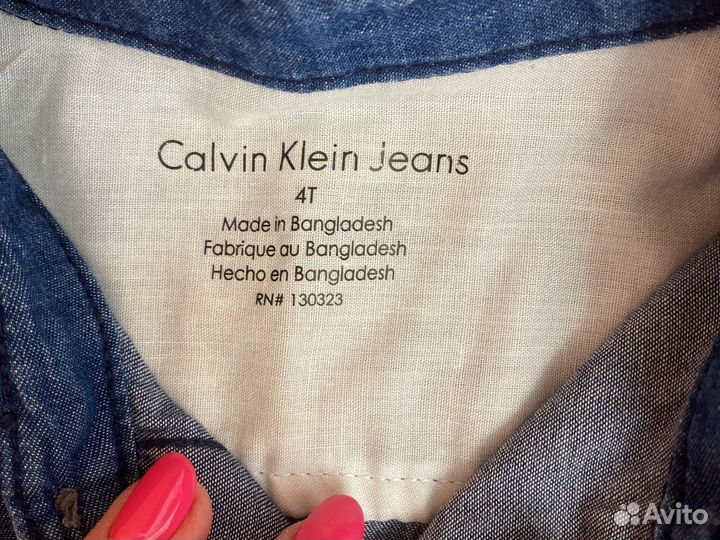 Calvin Klein Jeans
4T
Made in Bangladesh
Fabrique au Bangladesh
Hecho en Bangladesh
RN# 130323
Avito